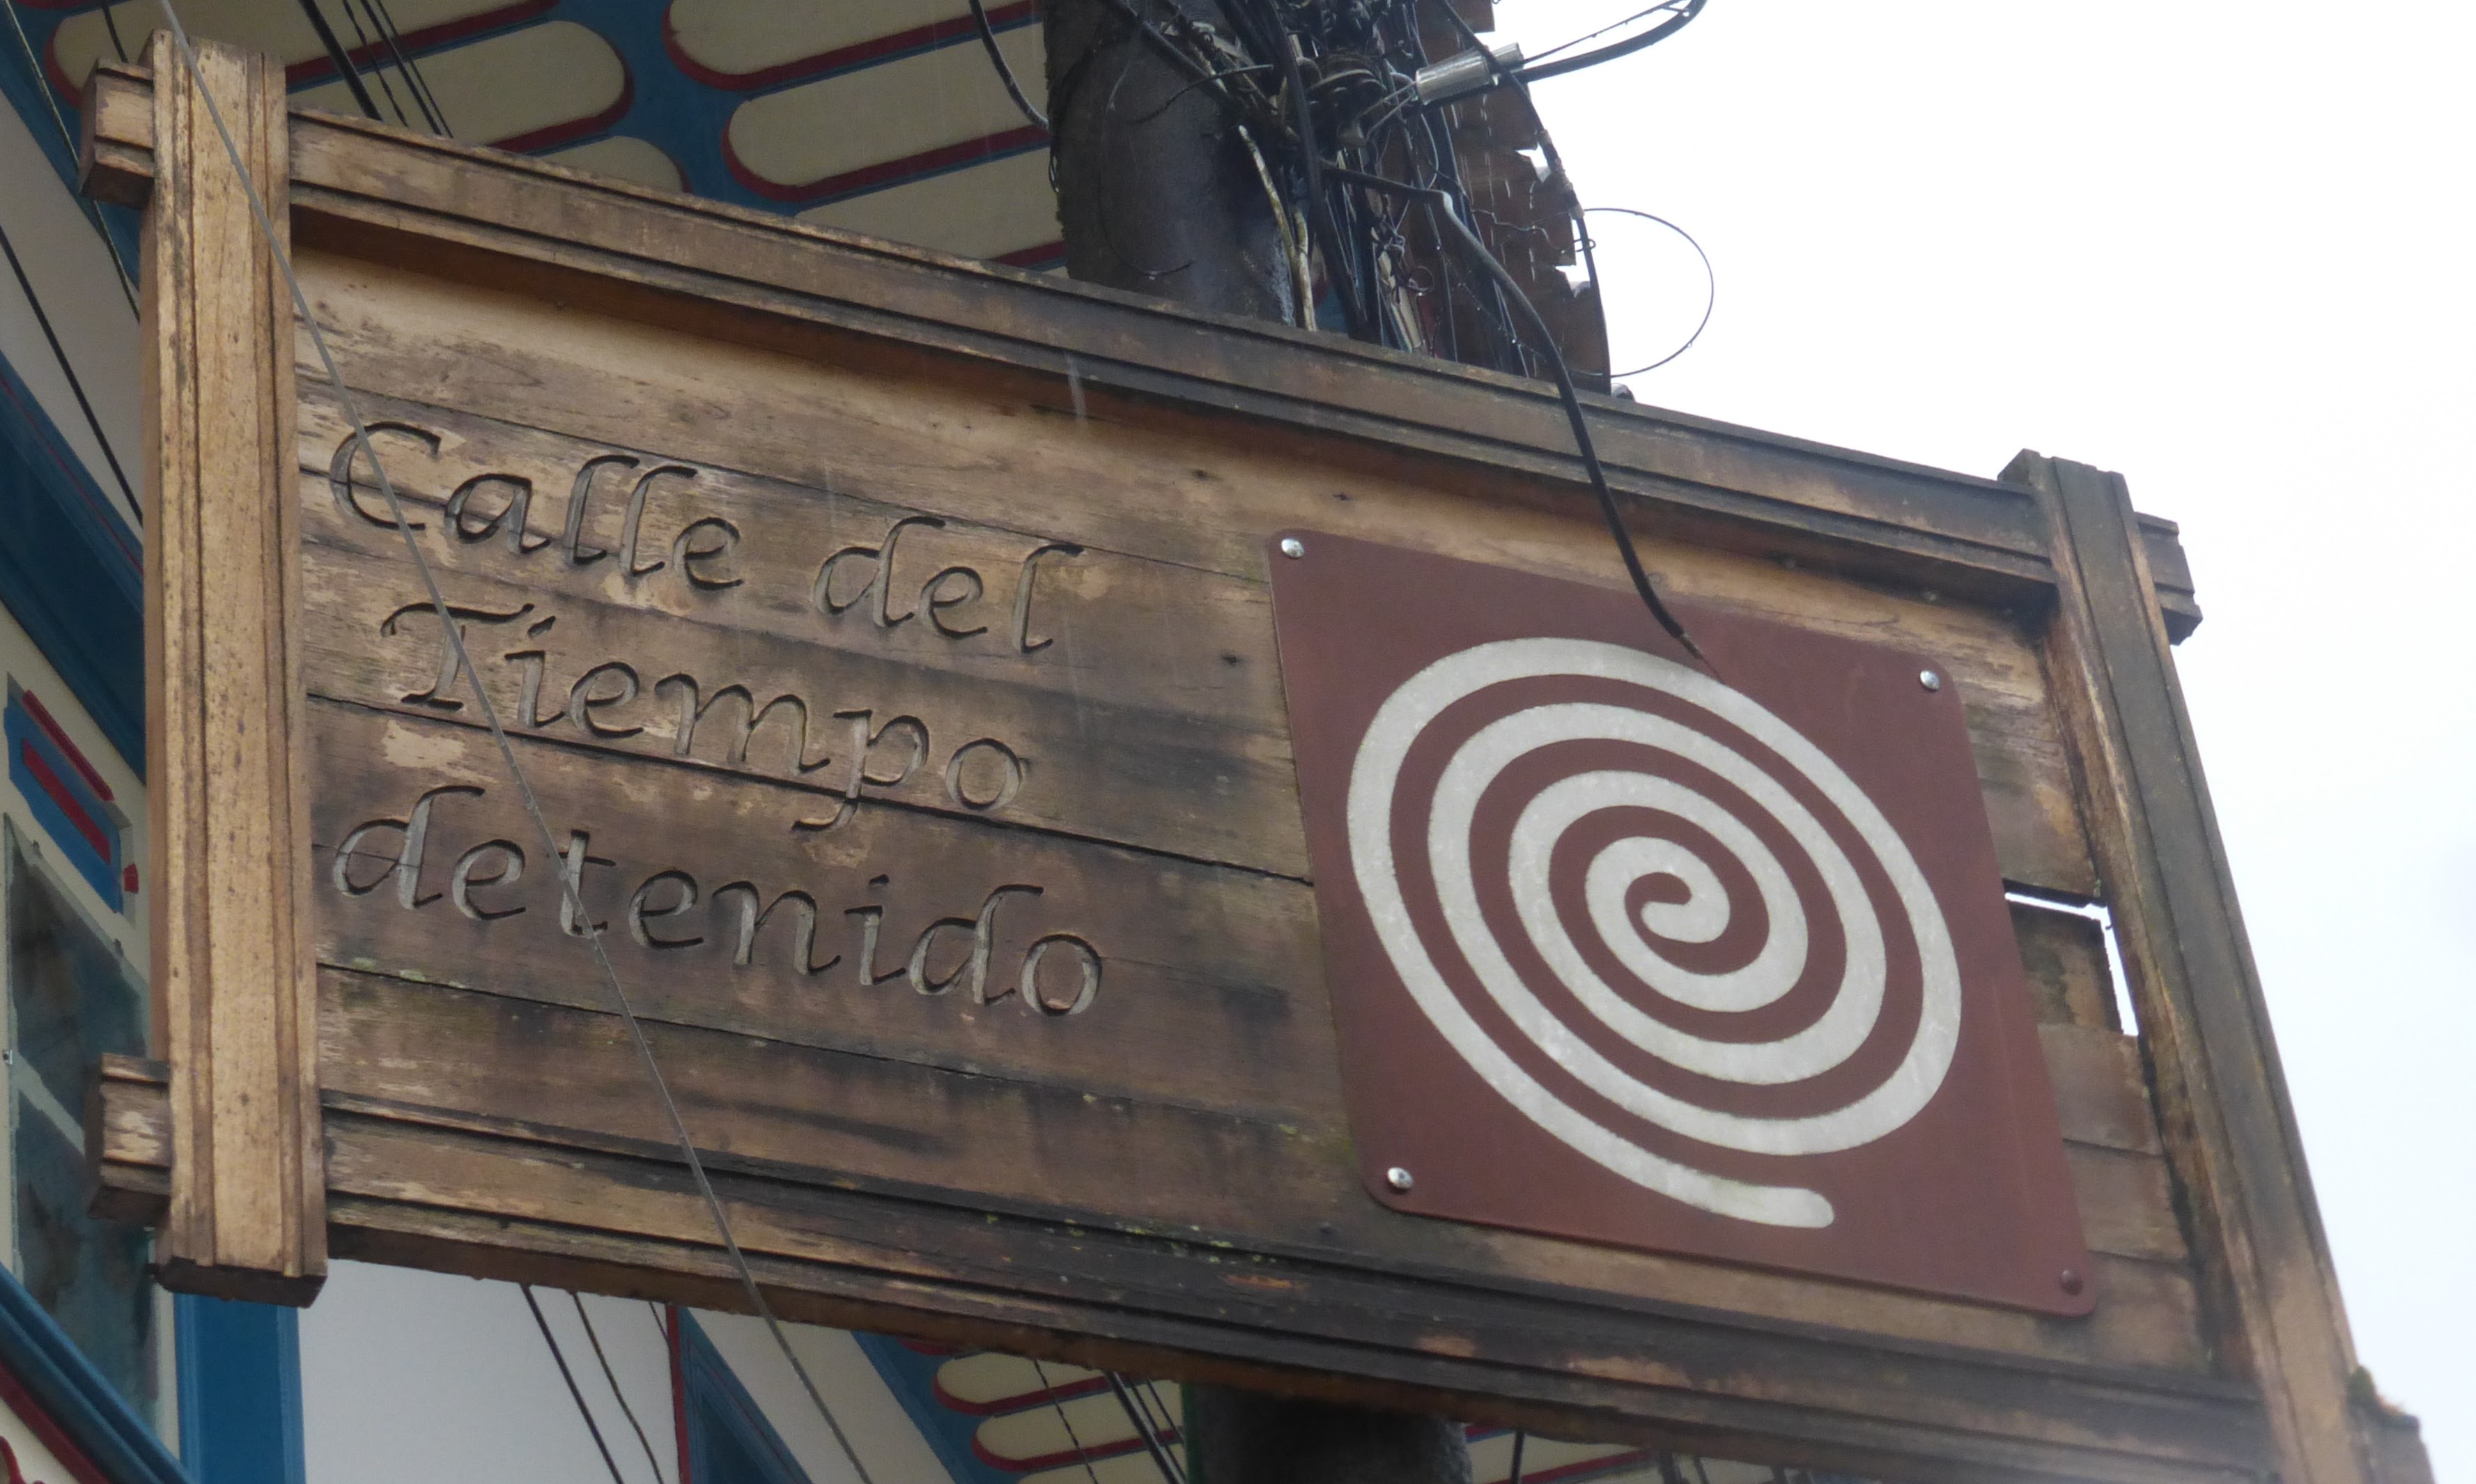 Calle del
Tiempo
detenido